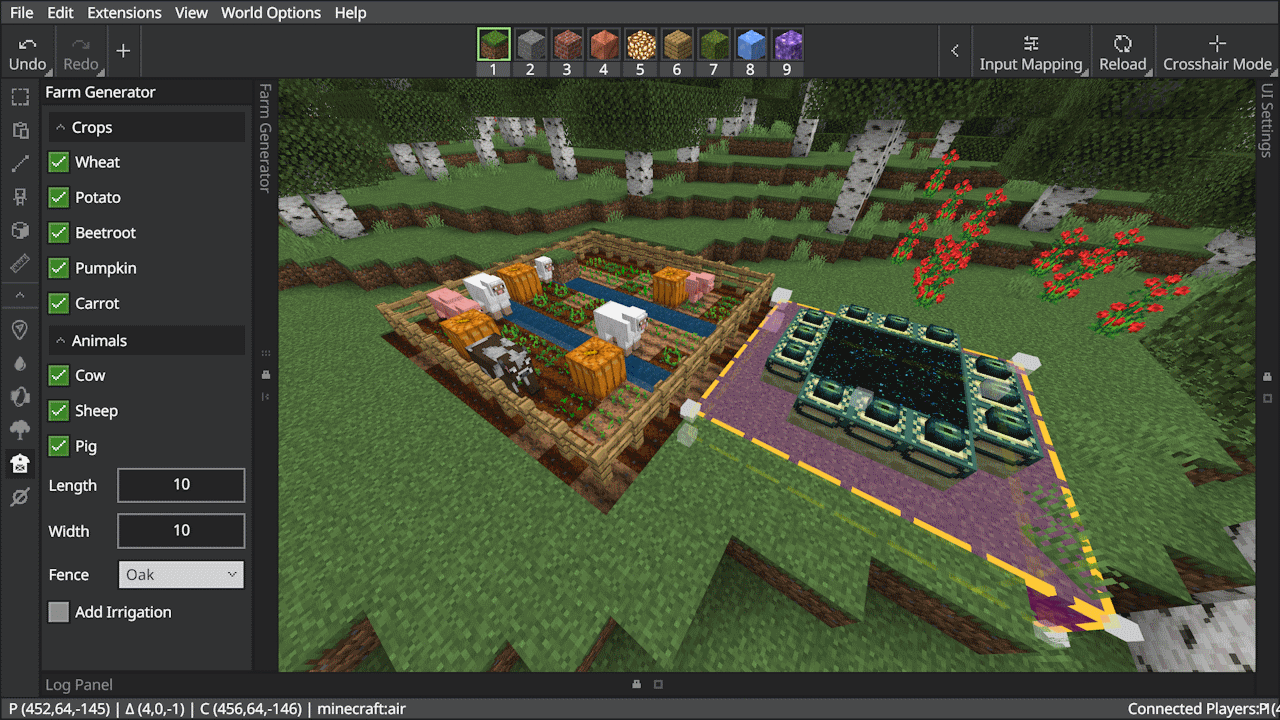 File Edit Extensions View World Options Help
Undo Redo
1 2 3 4 5 6 7 8 9
Input Mapping Reload Crosshair Mode
Farm Generator
Farm Generator
UI Settings
Crops
Wheat
Potato
Beetroot
Pumpkin
Carrot
Animals
Cow
Sheep
Pig
Length 10
Width 10
Fence Oak
Add Irrigation
Log Panel
P (452,64,-145) | Δ (4,0,-1) | C (456,64,-146) | minecraft:air
Connected Players: